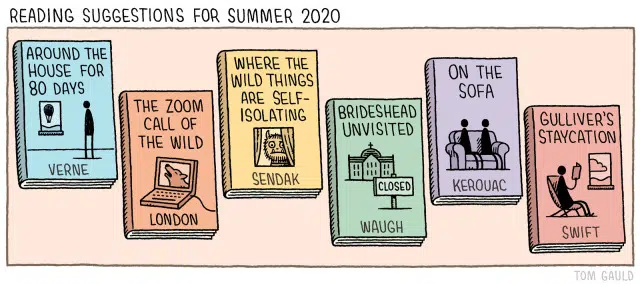 READING SUGGESTIONS FOR SUMMER 2020
AROUND THE
HOUSE FOR
80 DAYS
VERNE
THE ZOOM
CALL OF
THE WILD
LONDON
WHERE THE
WILD THINGS
ARE SELF-
ISOLATING
SENDAK
BRIDESHEAD
UNVISITED
CLOSED
WAUGH
ON THE
SOFA
KEROUAC
GULLIVER'S
STAYCATION
SWIFT
TOM GAULD